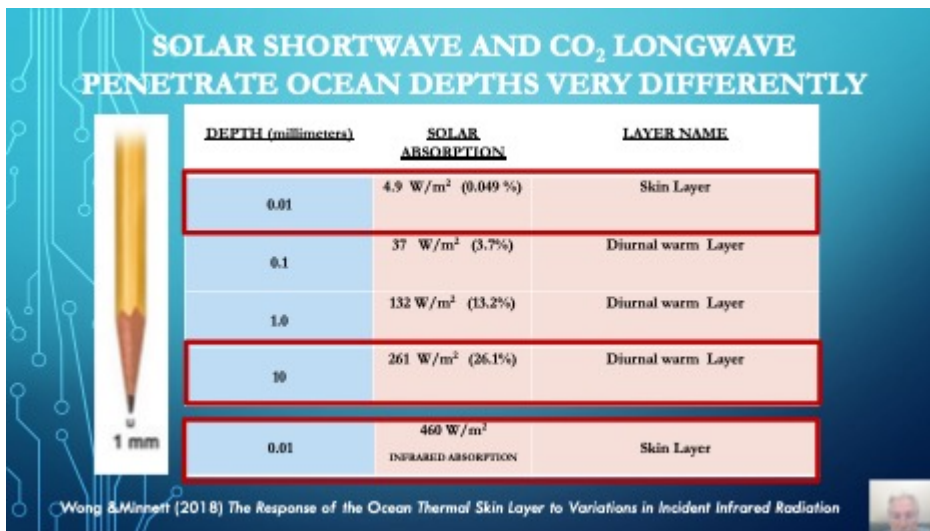 SOLAR SHORTWAVE AND CO₂ LONGWAVE
PENETRATE OCEAN DEPTHS VERY DIFFERENTLY
DEPTH (millimeters) SOLAR ABSORPTION LAYER NAME
0.01 4.9 W/m² (0.049 %) Skin Layer
0.1 37 W/m² (3.7%) Diurnal warm Layer
1.0 132 W/m² (13.2%) Diurnal warm Layer
10 261 W/m² (26.1%) Diurnal warm Layer
0.01 460 W/m² INFRARED ABSORPTION Skin Layer
1 mm
Wong &Minnett (2018) The Response of the Ocean Thermal Skin Layer to Variations in Incident Infrared Radiation